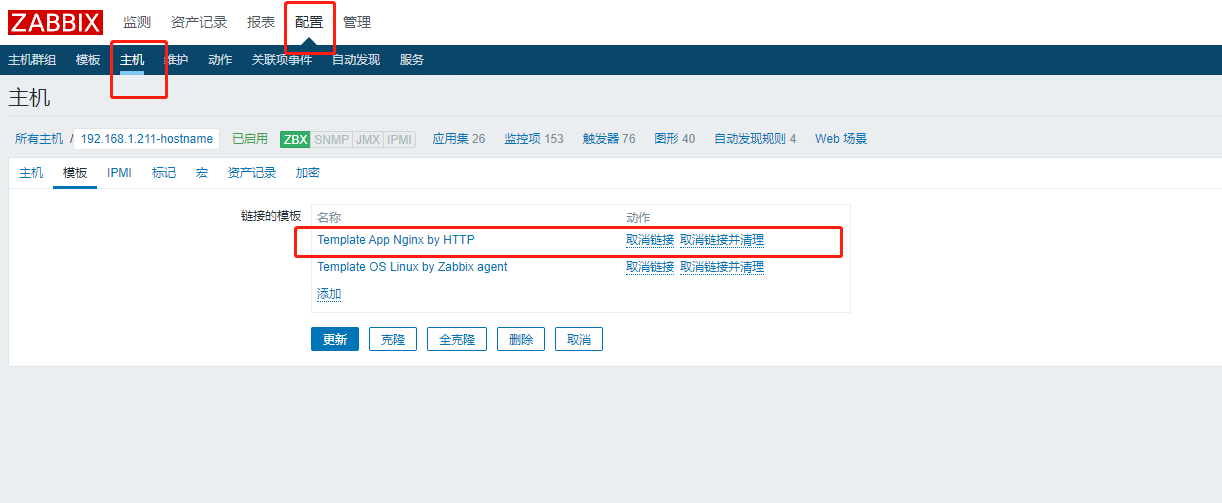 ZABBIX 监测 资产记录 报表 配置 管理
主机群组 模板 主机 维护 动作 关联项事件 自动发现 服务
主机
所有主机 / 192.168.1.211-hostname 已启用 ZBX SNMP JMX IPMI 应用集 26 监控项 153 触发器 76 图形 40 自动发现规则 4 Web 场景
主机 模板 IPMI 标记 宏 资产记录 加密
链接的模板 名称 动作
Template App Nginx by HTTP 取消链接 取消链接并清理
Template OS Linux by Zabbix agent 取消链接 取消链接并清理
添加
更新 克隆 全克隆 删除 取消